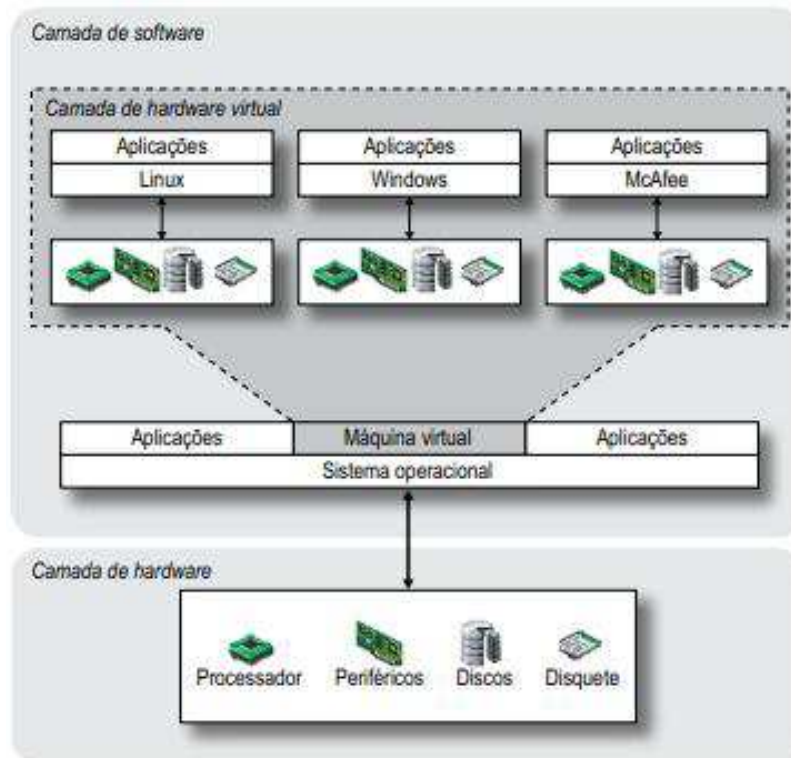 Camada de software
Camada de hardware virtual
Aplicações
Linux
Aplicações
Windows
Aplicações
McAfee
Aplicações
Máquina virtual
Aplicações
Sistema operacional
Camada de hardware
Processador
Periféricos
Discos
Disquete